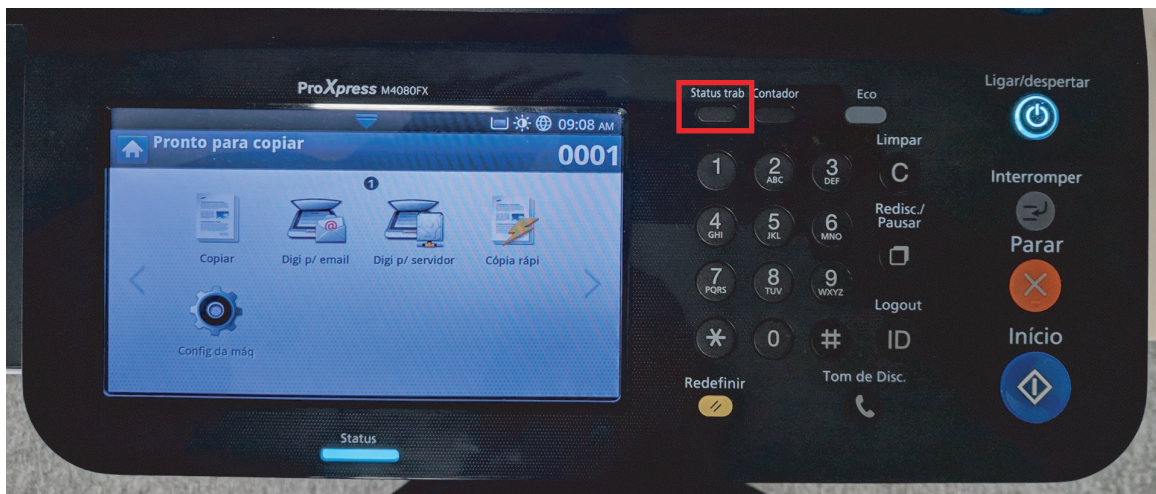 ProXpress M4080FX
09:08 AM
Pronto para copiar
0001
1
Copiar
Digi p/ email
Digi p/ servidor
Cópia rápi
Config da máq
Status
Status trab
Contador
Eco
Ligar/despertar
Limpar
1
2 ABC
3 DEF
C
Interromper
Redisc./
Pausar
4 GHI
5 JKL
6 MNO
Parar
7 PQRS
8 TUV
9 WXYZ
Logout
* 0 # ID
Início
Redefinir
Tom de Disc.